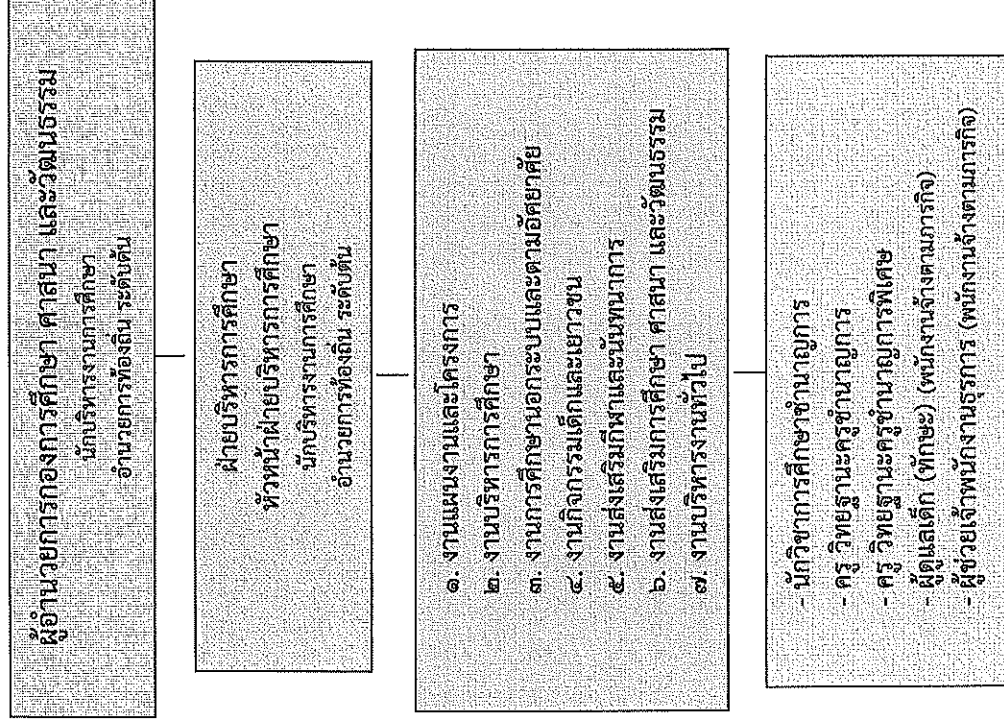 ผู้อำนวยการกองการศึกษา ศาสนา และวัฒนธรรม
นักบริหารงานการศึกษา
อำนวยการท้องถิ่น ระดับต้น
ฝ่ายบริหารการศึกษา
หัวหน้าฝ่ายบริหารการศึกษา
นักบริหารงานการศึกษา
อำนวยการท้องถิ่น ระดับต้น
๑. งานแผนงานและโครงการ
๒. งานบริหารการศึกษา
๓. งานการศึกษานอกระบบและตามอัศยาศัย
๔. งานกิจกรรมเด็กและเยาวชน
๕. งานส่งเสริมกีฬาและนันทนาการ
๖. งานส่งเสริมการศึกษา ศาสนา และวัฒนธรรม
๗. งานบริหารงานทั่วไป
- นักวิชาการศึกษาชำนาญการ
- ครู วิทยฐานะครูชำนาญการ
- ครู วิทยฐานะครูชำนาญการพิเศษ
- ผู้ดูแลเด็ก (ทักษะ) (พนักงานจ้างตามภารกิจ)
- ผู้ช่วยเจ้าพนักงานธุรการ (พนักงานจ้างตามภารกิจ)